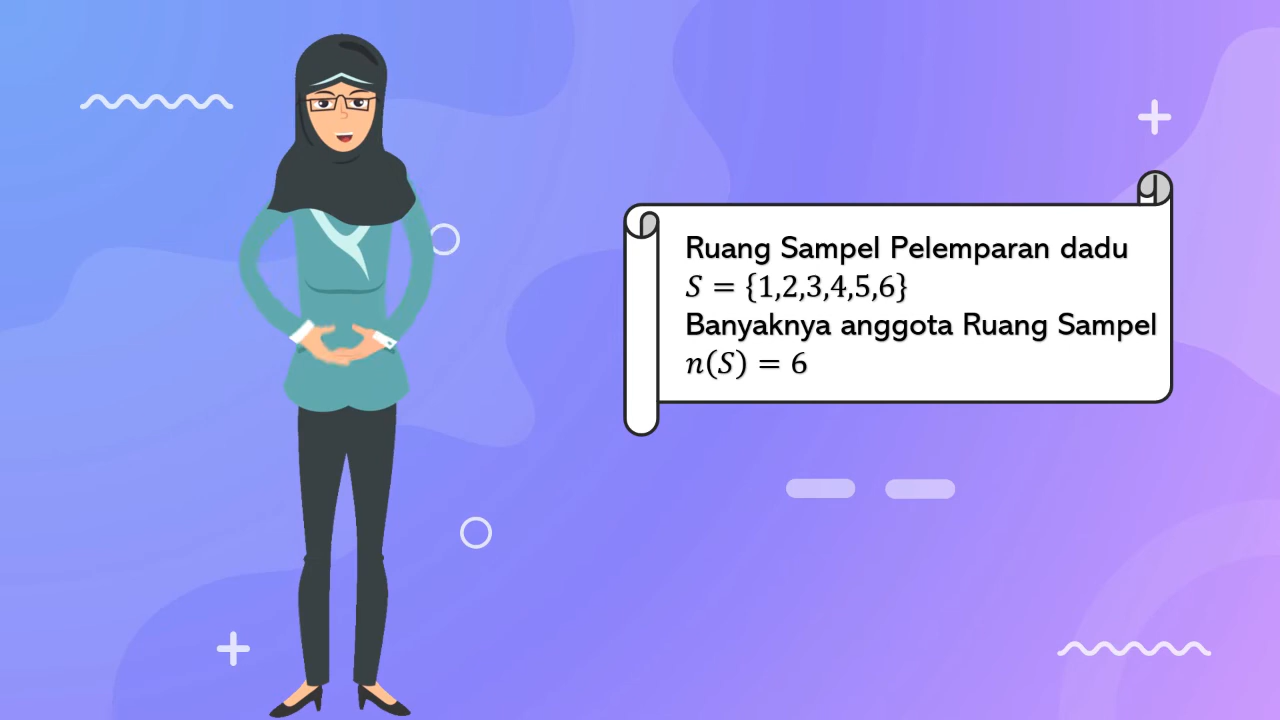 Ruang Sampel Pelemparan dadu
S = {1,2,3,4,5,6}
Banyaknya anggota Ruang Sampel
n(S) = 6